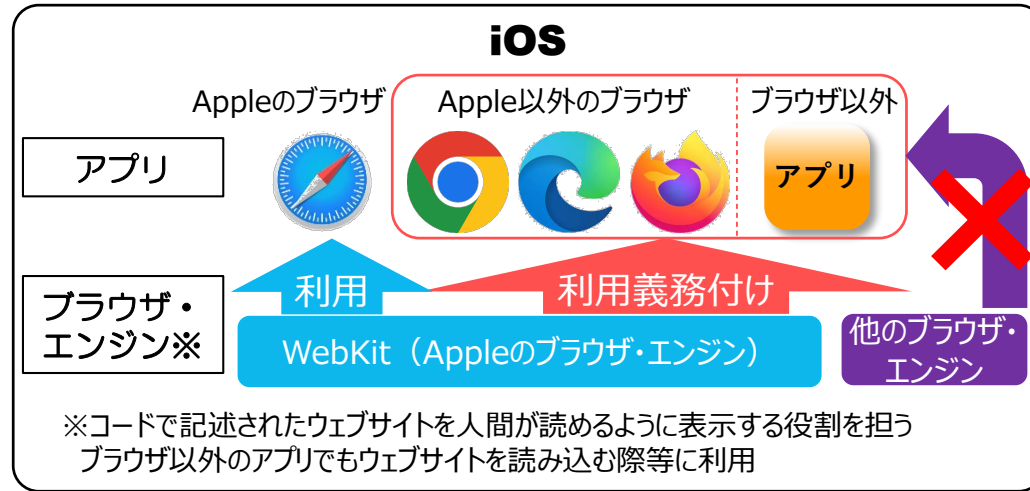 iOS
Appleのブラウザ
Apple以外のブラウザ
ブラウザ以外
アプリ
アプリ
利用
利用義務付け
ブラウザ・
エンジン※
WebKit（Appleのブラウザ・エンジン）
他のブラウザ・
エンジン
※コードで記述されたウェブサイトを人間が読めるように表示する役割を担う
ブラウザ以外のアプリでもウェブサイトを読み込む際等に利用